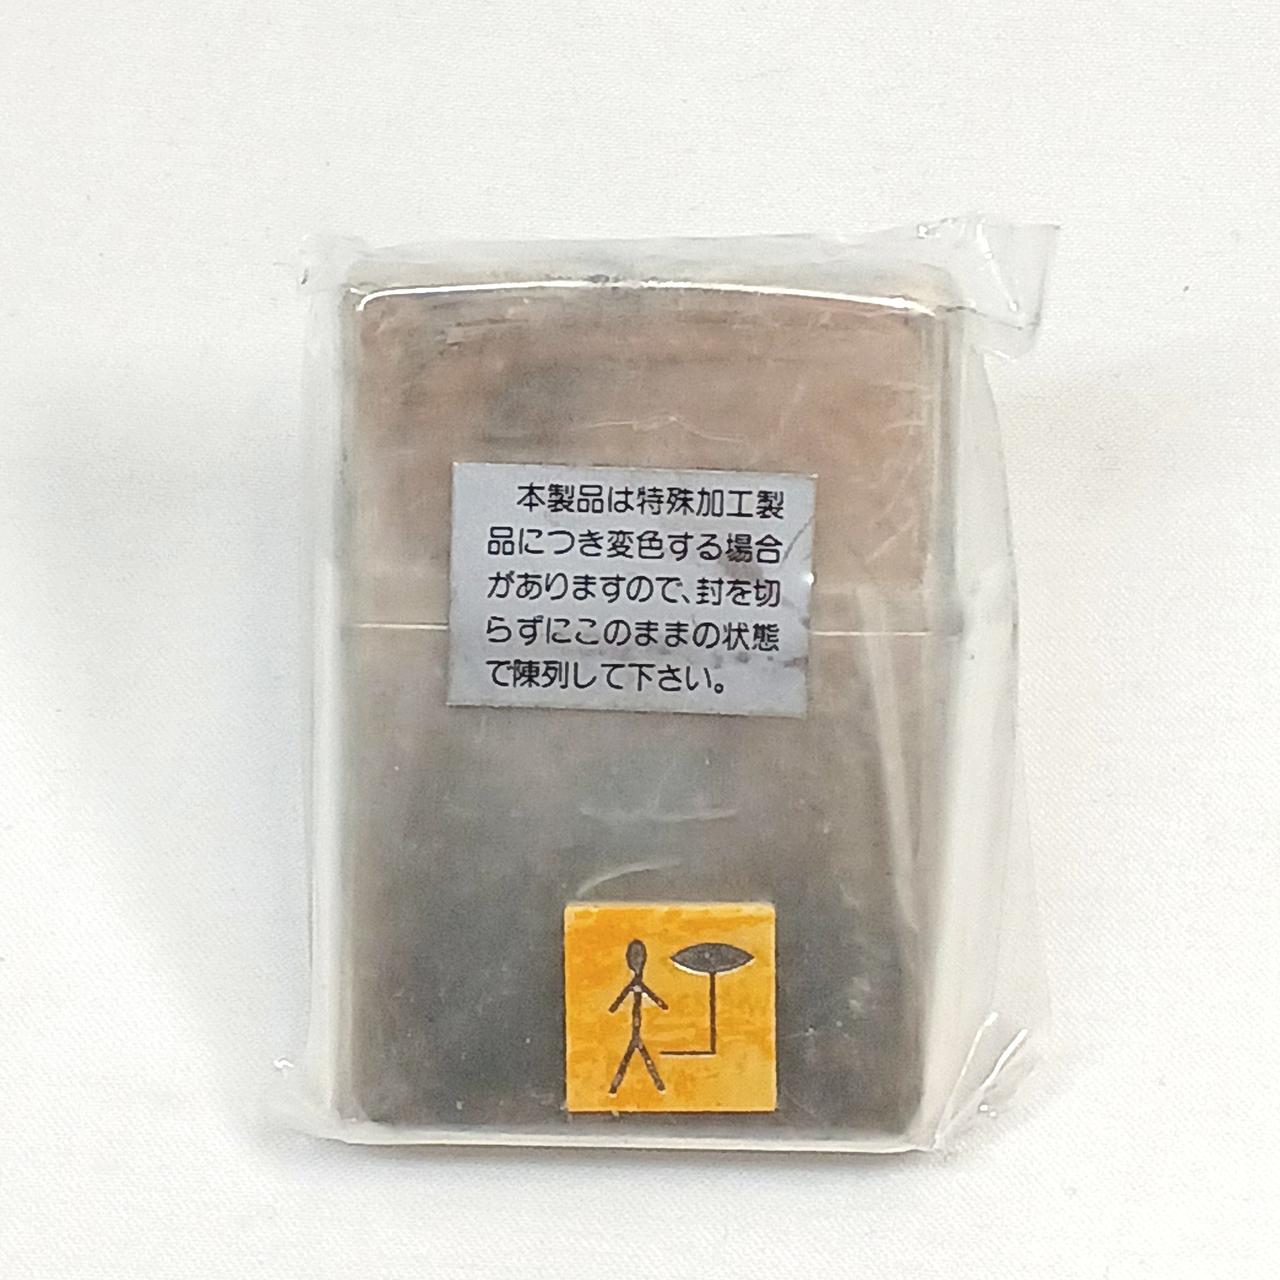 本製品は特殊加工製
品につき変色する場合
がありますので、封を切
らずにこのままの状態
で陳列して下さい。